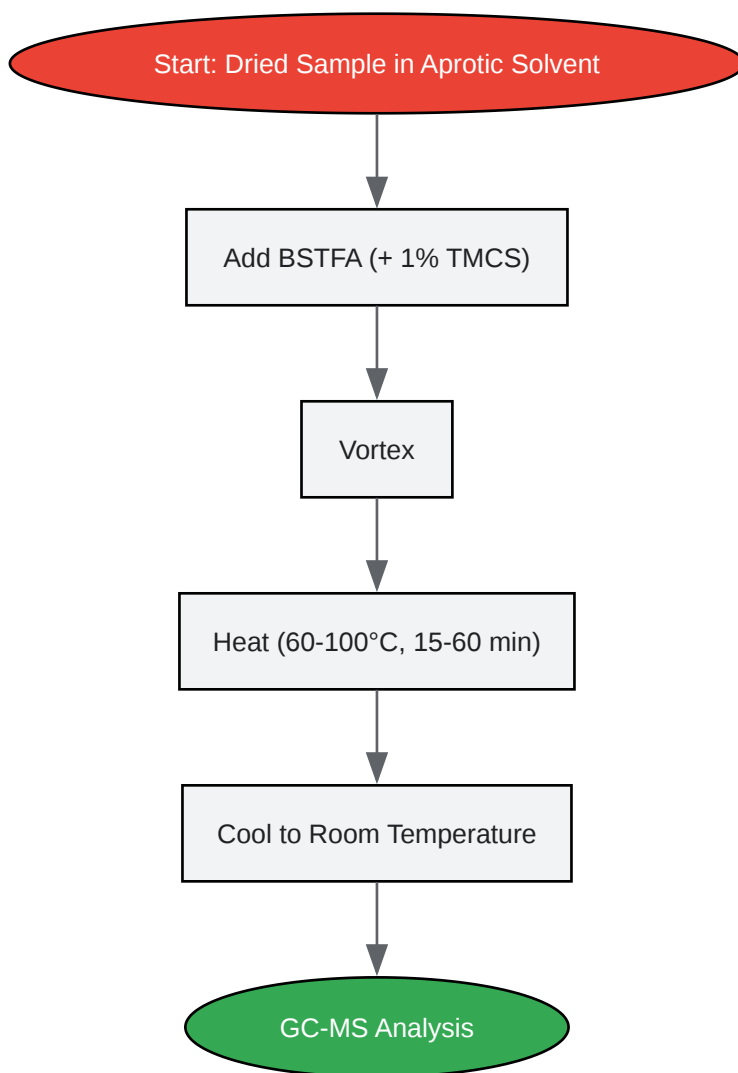 Start: Dried Sample in Aprotic Solvent
Add BSTFA (+ 1% TMCS)
Vortex
Heat (60-100°C, 15-60 min)
Cool to Room Temperature
GC-MS Analysis